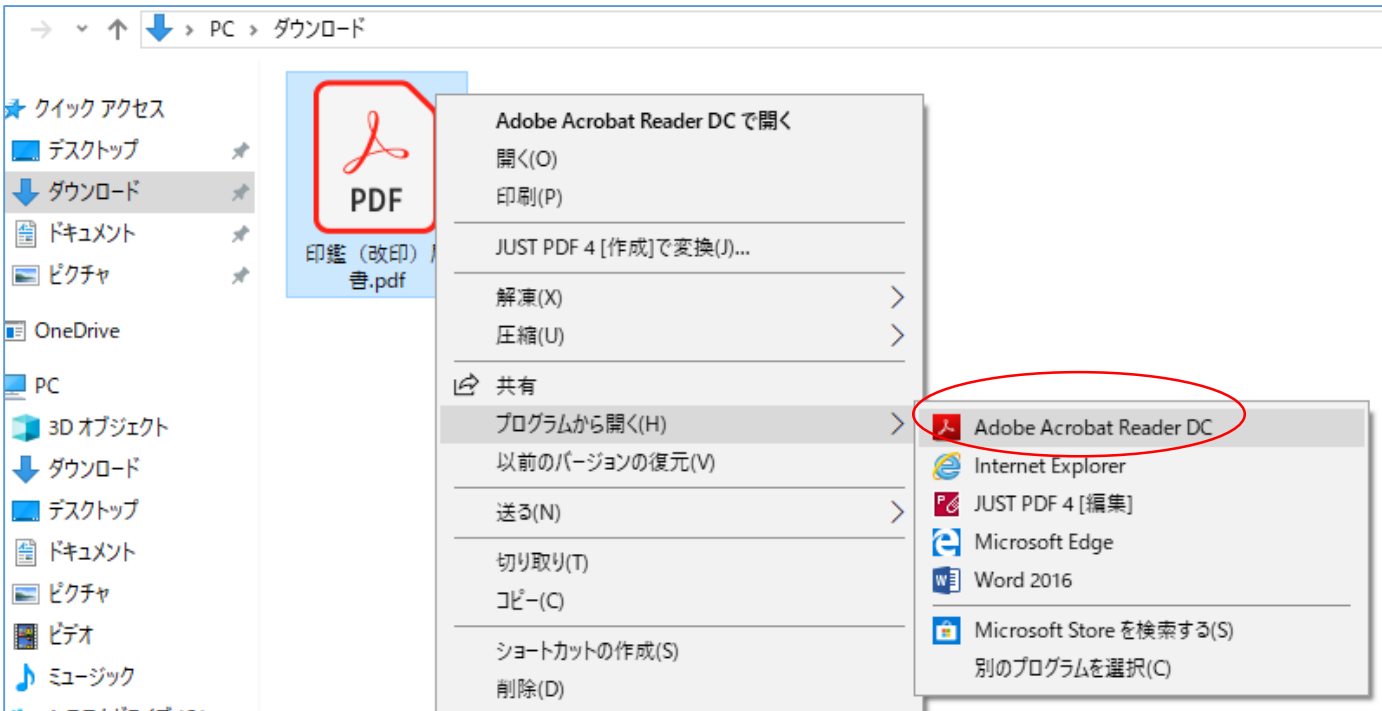 PC › ダウンロード
クイック アクセス
デスクトップ
ダウンロード
ドキュメント
ピクチャ
OneDrive
PC
3D オブジェクト
ダウンロード
デスクトップ
ドキュメント
ピクチャ
ビデオ
ミュージック
PDF
印鑑（改印）
書.pdf
Adobe Acrobat Reader DC で開く
開く(O)
印刷(P)
JUST PDF 4 [作成]で変換(J)...
解凍(X)
圧縮(U)
共有
プログラムから開く(H)
以前のバージョンの復元(V)
送る(N)
切り取り(T)
コピー(C)
ショートカットの作成(S)
削除(D)
Adobe Acrobat Reader DC
Internet Explorer
JUST PDF 4 [編集]
Microsoft Edge
Word 2016
Microsoft Store を検索する(S)
別のプログラムを選択(C)